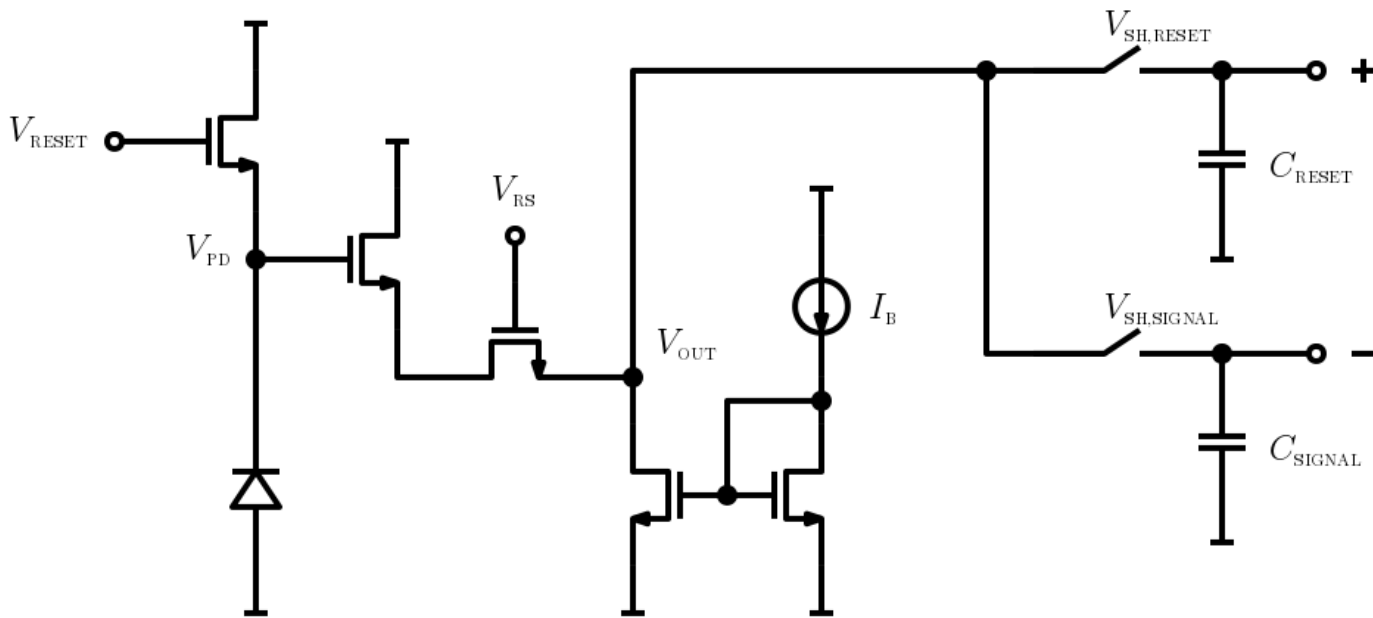 V_SH,RESET
+
V_RESET
C_RESET
V_RS
V_PD
V_SH,SIGNAL
I_B
V_OUT
−
C_SIGNAL